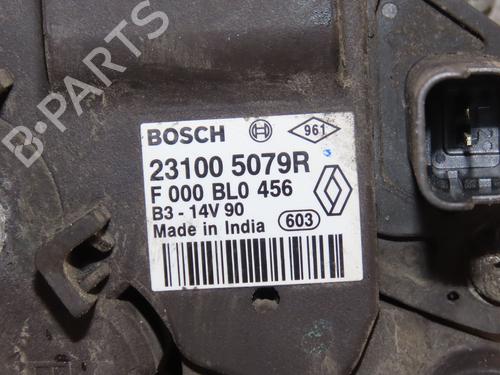 BOSCH 961
23100 5079R
F 000 BL0 456
B3 - 14V 90
Made in India 603
B-PARTS